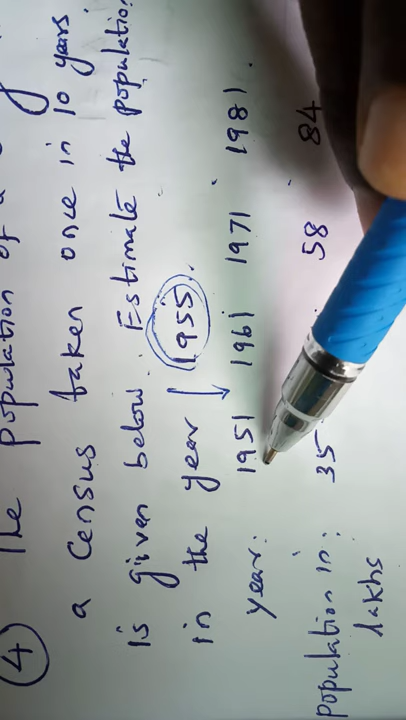 ④ The population of a
a census taken once in 10 years
is given below. Estimate the population
in the year 1955.
year: 1951 1961 1971 1981.
Population in: 35 58 84
lakhs